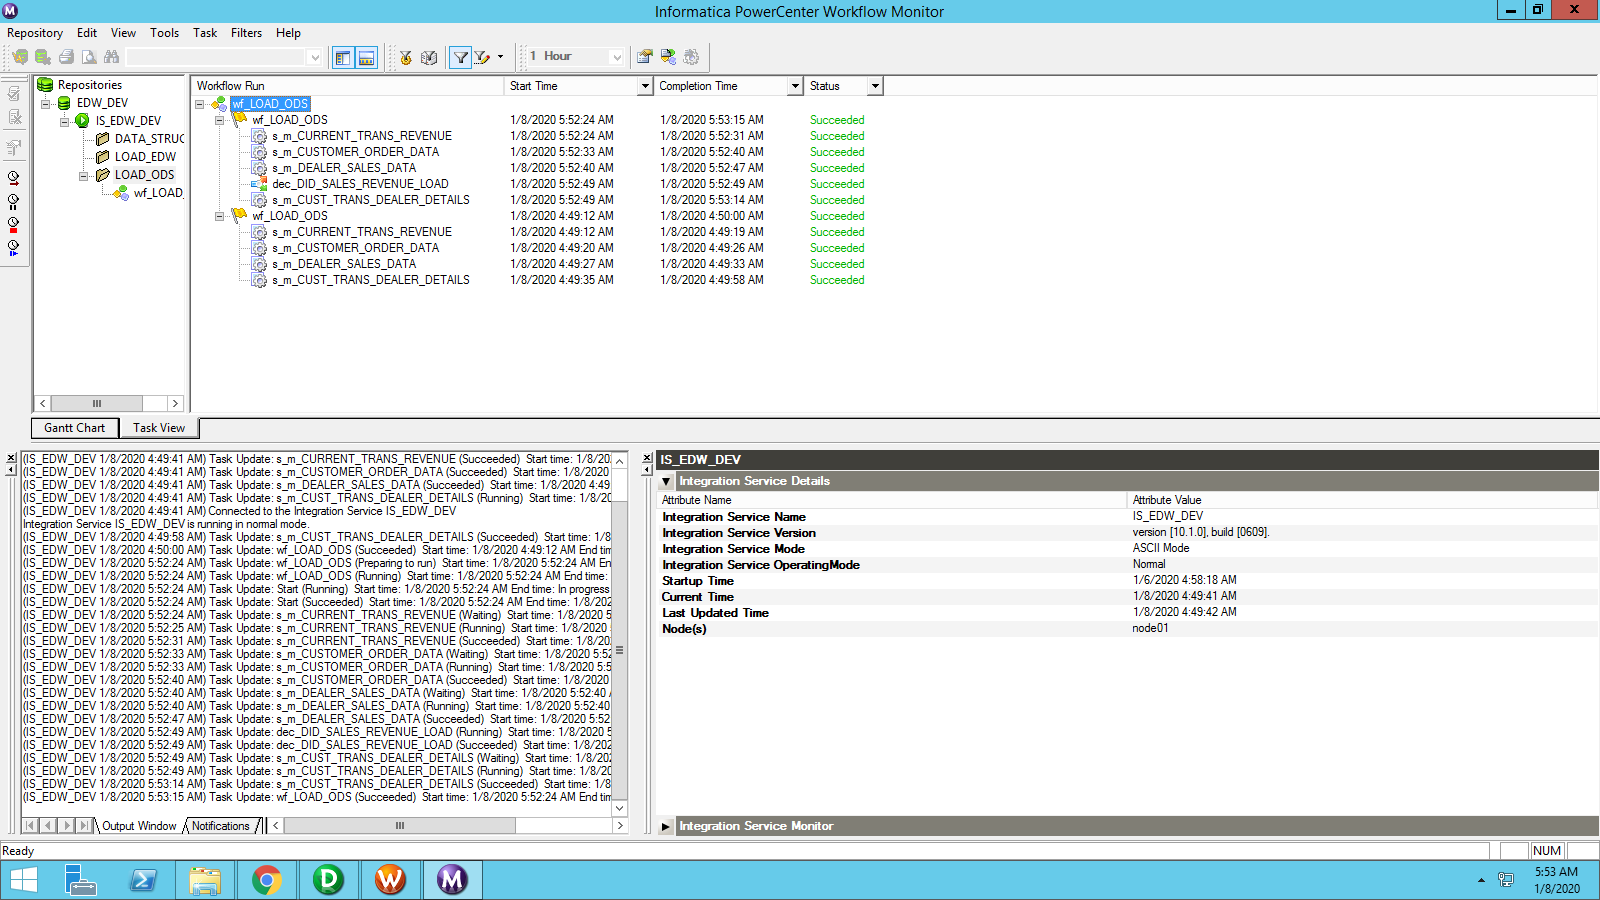 Informatica PowerCenter Workflow Monitor
Repository Edit View Tools Task Filters Help
1 Hour
Repositories
EDW_DEV
IS_EDW_DEV
DATA_STRUC
LOAD_EDW
LOAD_ODS
wf_LOAD_
Workflow Run Start Time Completion Time Status
wf_LOAD_ODS
wf_LOAD_ODS 1/8/2020 5:52:24 AM 1/8/2020 5:53:15 AM Succeeded
s_m_CURRENT_TRANS_REVENUE 1/8/2020 5:52:24 AM 1/8/2020 5:52:31 AM Succeeded
s_m_CUSTOMER_ORDER_DATA 1/8/2020 5:52:33 AM 1/8/2020 5:52:40 AM Succeeded
s_m_DEALER_SALES_DATA 1/8/2020 5:52:40 AM 1/8/2020 5:52:47 AM Succeeded
dec_DID_SALES_REVENUE_LOAD 1/8/2020 5:52:49 AM 1/8/2020 5:52:49 AM Succeeded
s_m_CUST_TRANS_DEALER_DETAILS 1/8/2020 5:52:49 AM 1/8/2020 5:53:14 AM Succeeded
wf_LOAD_ODS 1/8/2020 4:49:12 AM 1/8/2020 4:50:00 AM Succeeded
s_m_CURRENT_TRANS_REVENUE 1/8/2020 4:49:12 AM 1/8/2020 4:49:19 AM Succeeded
s_m_CUSTOMER_ORDER_DATA 1/8/2020 4:49:20 AM 1/8/2020 4:49:26 AM Succeeded
s_m_DEALER_SALES_DATA 1/8/2020 4:49:27 AM 1/8/2020 4:49:33 AM Succeeded
s_m_CUST_TRANS_DEALER_DETAILS 1/8/2020 4:49:35 AM 1/8/2020 4:49:58 AM Succeeded
Gantt Chart Task View
(IS_EDW_DEV 1/8/2020 4:49:41 AM) Task Update: s_m_CURRENT_TRANS_REVENUE (Succeeded) Start time: 1/8/20
(IS_EDW_DEV 1/8/2020 4:49:41 AM) Task Update: s_m_CUSTOMER_ORDER_DATA (Succeeded) Start time: 1/8/2020
(IS_EDW_DEV 1/8/2020 4:49:41 AM) Task Update: s_m_DEALER_SALES_DATA (Succeeded) Start time: 1/8/2020 4:49
(IS_EDW_DEV 1/8/2020 4:49:41 AM) Task Update: s_m_CUST_TRANS_DEALER_DETAILS (Running) Start time: 1/8/20
(IS_EDW_DEV 1/8/2020 4:49:41 AM) Connected to the Integration Service IS_EDW_DEV
Integration Service IS_EDW_DEV is running in normal mode.
(IS_EDW_DEV 1/8/2020 4:49:58 AM) Task Update: s_m_CUST_TRANS_DEALER_DETAILS (Succeeded) Start time: 1/8
(IS_EDW_DEV 1/8/2020 4:50:00 AM) Task Update: wf_LOAD_ODS (Succeeded) Start time: 1/8/2020 4:49:12 AM End tim
(IS_EDW_DEV 1/8/2020 5:52:24 AM) Task Update: wf_LOAD_ODS (Preparing to run) Start time: 1/8/2020 5:52:24 AM En
(IS_EDW_DEV 1/8/2020 5:52:24 AM) Task Update: wf_LOAD_ODS (Running) Start time: 1/8/2020 5:52:24 AM End time:
(IS_EDW_DEV 1/8/2020 5:52:24 AM) Task Update: Start (Running) Start time: 1/8/2020 5:52:24 AM End time: In progress
(IS_EDW_DEV 1/8/2020 5:52:24 AM) Task Update: Start (Succeeded) Start time: 1/8/2020 5:52:24 AM End time: 1/8/202
(IS_EDW_DEV 1/8/2020 5:52:24 AM) Task Update: s_m_CURRENT_TRANS_REVENUE (Waiting) Start time: 1/8/2020 5
(IS_EDW_DEV 1/8/2020 5:52:25 AM) Task Update: s_m_CURRENT_TRANS_REVENUE (Running) Start time: 1/8/2020
(IS_EDW_DEV 1/8/2020 5:52:31 AM) Task Update: s_m_CURRENT_TRANS_REVENUE (Succeeded) Start time: 1/8/20
(IS_EDW_DEV 1/8/2020 5:52:33 AM) Task Update: s_m_CUSTOMER_ORDER_DATA (Waiting) Start time: 1/8/2020 5:52
(IS_EDW_DEV 1/8/2020 5:52:33 AM) Task Update: s_m_CUSTOMER_ORDER_DATA (Running) Start time: 1/8/2020 5:5
(IS_EDW_DEV 1/8/2020 5:52:40 AM) Task Update: s_m_CUSTOMER_ORDER_DATA (Succeeded) Start time: 1/8/2020
(IS_EDW_DEV 1/8/2020 5:52:40 AM) Task Update: s_m_DEALER_SALES_DATA (Waiting) Start time: 1/8/2020 5:52:40
(IS_EDW_DEV 1/8/2020 5:52:40 AM) Task Update: s_m_DEALER_SALES_DATA (Running) Start time: 1/8/2020 5:52:40
(IS_EDW_DEV 1/8/2020 5:52:47 AM) Task Update: s_m_DEALER_SALES_DATA (Succeeded) Start time: 1/8/2020 5:52
(IS_EDW_DEV 1/8/2020 5:52:49 AM) Task Update: dec_DID_SALES_REVENUE_LOAD (Running) Start time: 1/8/2020 5
(IS_EDW_DEV 1/8/2020 5:52:49 AM) Task Update: dec_DID_SALES_REVENUE_LOAD (Succeeded) Start time: 1/8/202
(IS_EDW_DEV 1/8/2020 5:52:49 AM) Task Update: s_m_CUST_TRANS_DEALER_DETAILS (Waiting) Start time: 1/8/202
(IS_EDW_DEV 1/8/2020 5:52:49 AM) Task Update: s_m_CUST_TRANS_DEALER_DETAILS (Running) Start time: 1/8/20
(IS_EDW_DEV 1/8/2020 5:53:14 AM) Task Update: s_m_CUST_TRANS_DEALER_DETAILS (Succeeded) Start time: 1/8
(IS_EDW_DEV 1/8/2020 5:53:15 AM) Task Update: wf_LOAD_ODS (Succeeded) Start time: 1/8/2020 5:52:24 AM End tim
Output Window Notifications
IS_EDW_DEV
Integration Service Details
Attribute Name Attribute Value
Integration Service Name IS_EDW_DEV
Integration Service Version version [10.1.0], build [0609].
Integration Service Mode ASCII Mode
Integration Service OperatingMode Normal
Startup Time 1/6/2020 4:58:18 AM
Current Time 1/8/2020 4:49:41 AM
Last Updated Time 1/8/2020 4:49:42 AM
Node(s) node01
Integration Service Monitor
Ready NUM
D W M
5:53 AM
1/8/2020